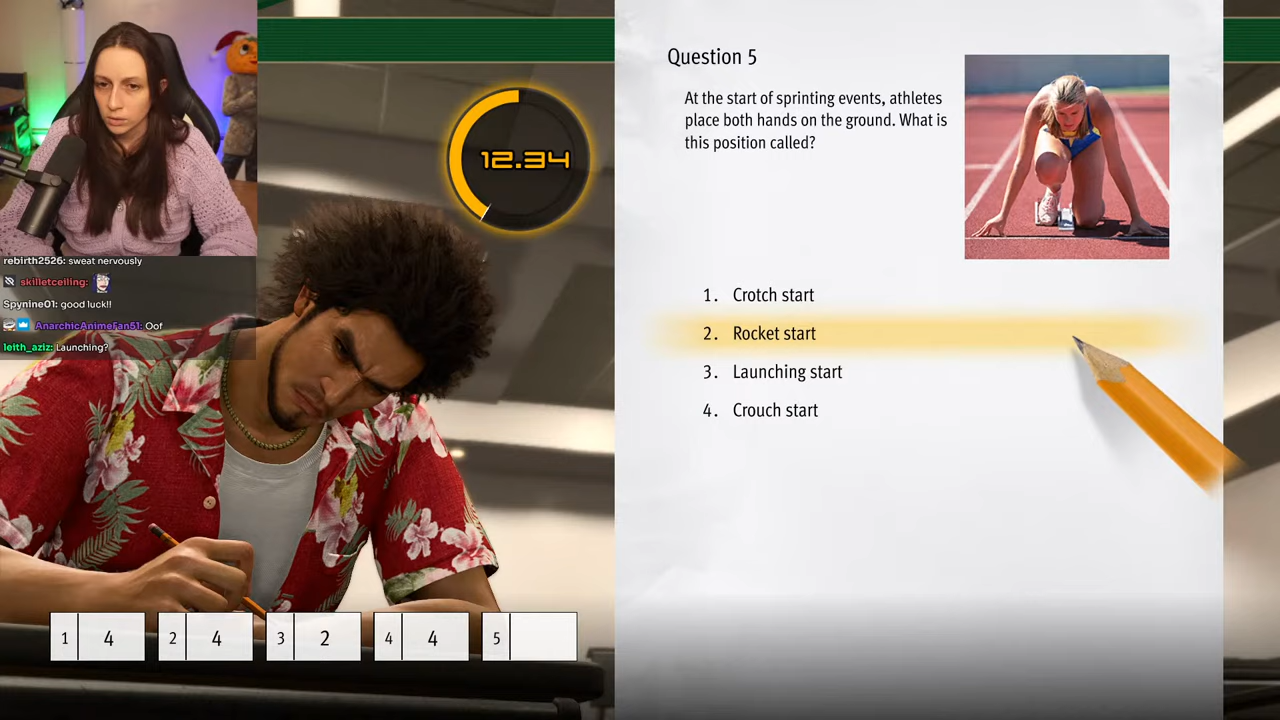 rebirth2526: sweat nervously
skilletceiling:
Spynine01: good luck!!
AnarchicAnimeFan51: Oof
leith_aziz: Launching?
12.34
Question 5
At the start of sprinting events, athletes
place both hands on the ground. What is
this position called?
1. Crotch start
2. Rocket start
3. Launching start
4. Crouch start
1 4 2 4 3 2 4 4 5